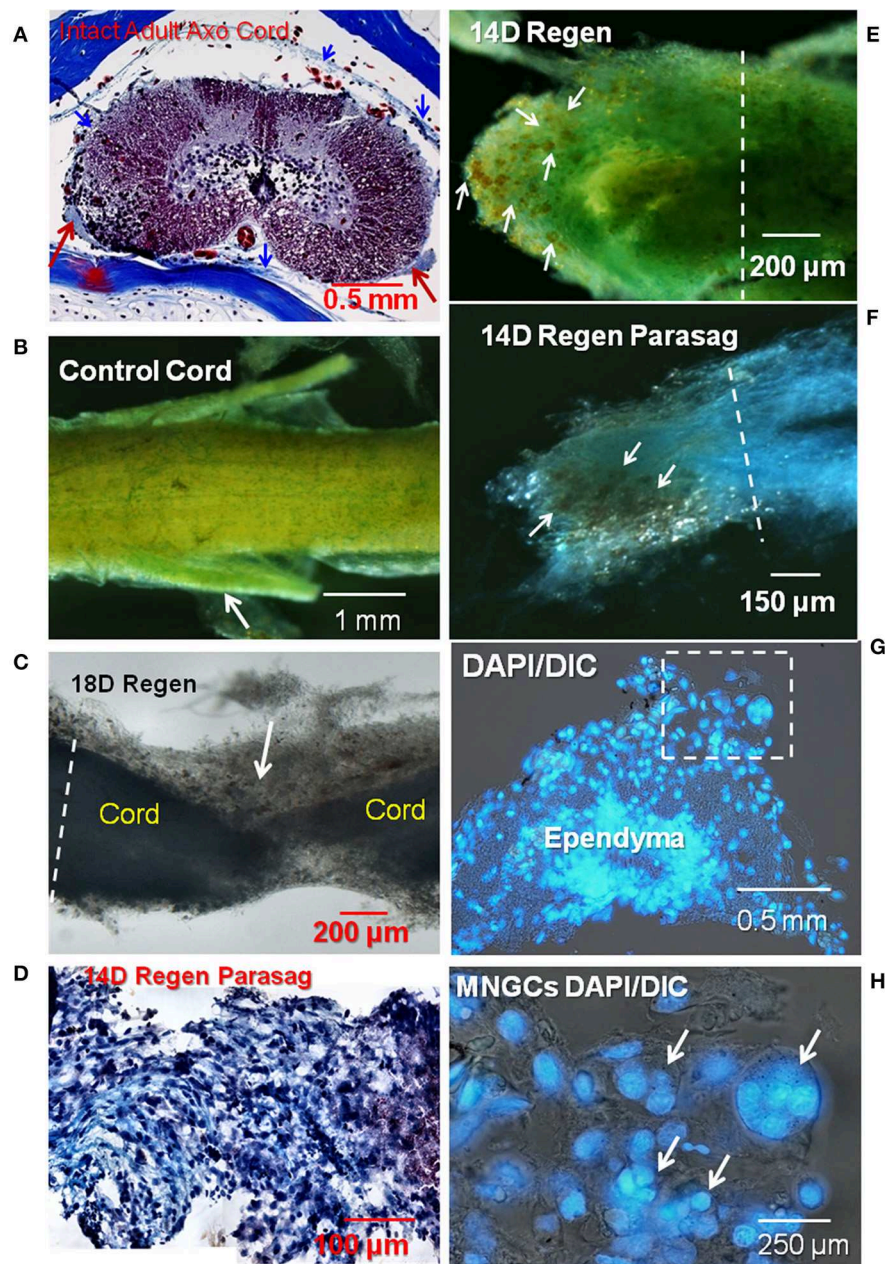 A
Intact Adult Axo Cord
0.5 mm
B
Control Cord
1 mm
C
18D Regen
Cord
Cord
200 µm
D
14D Regen Parasag
100 µm
E
14D Regen
200 µm
F
14D Regen Parasag
150 µm
G
DAPI/DIC
Ependyma
0.5 mm
H
MNGCs DAPI/DIC
250 µm